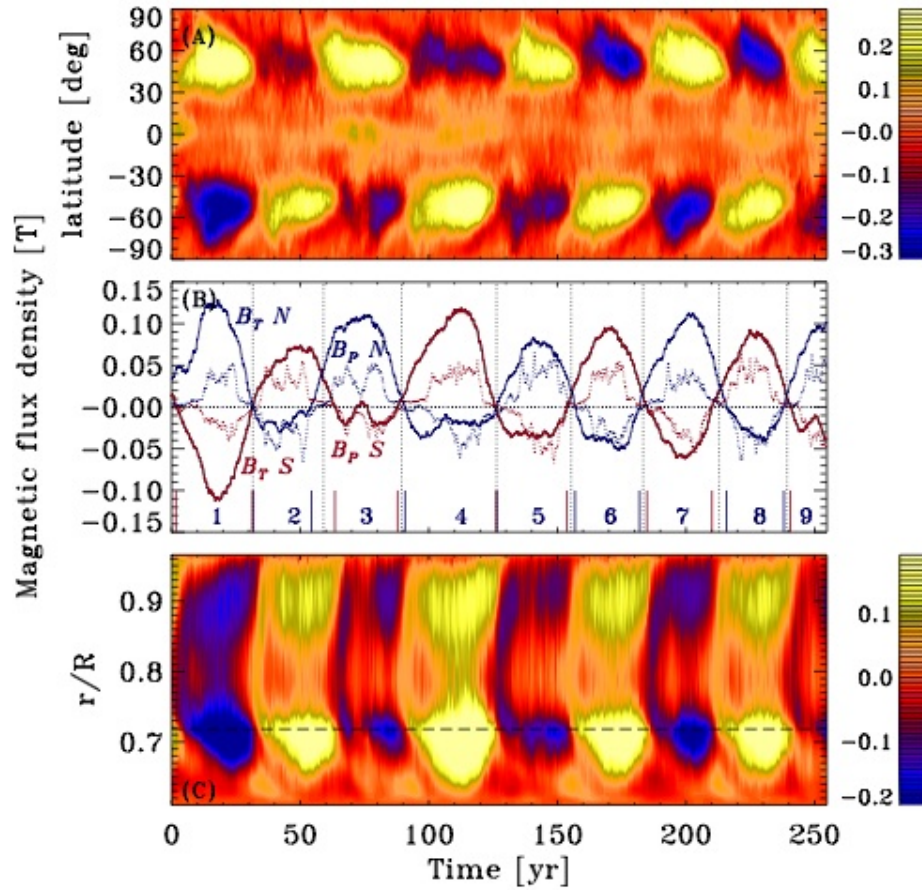 Magnetic flux density [T]
latitude [deg]
90
60
30
0
-30
-60
-90
(A)
0.2
0.1
-0.0
-0.1
-0.2
-0.3
0.15
0.10
0.05
-0.00
-0.05
-0.10
-0.15
(B)
B_T N
B_P N
B_T S
B_P S
1 2 3 4 5 6 7 8 9
r/R
0.9
0.8
0.7
(C)
0.1
0.0
-0.1
-0.2
0 50 100 150 200 250
Time [yr]